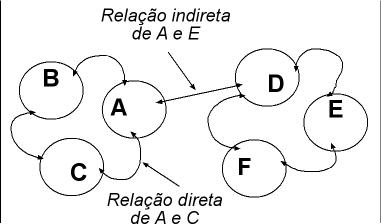 Relação indireta
de A e E
B
D
A
E
C
F
Relação direta
de A e C